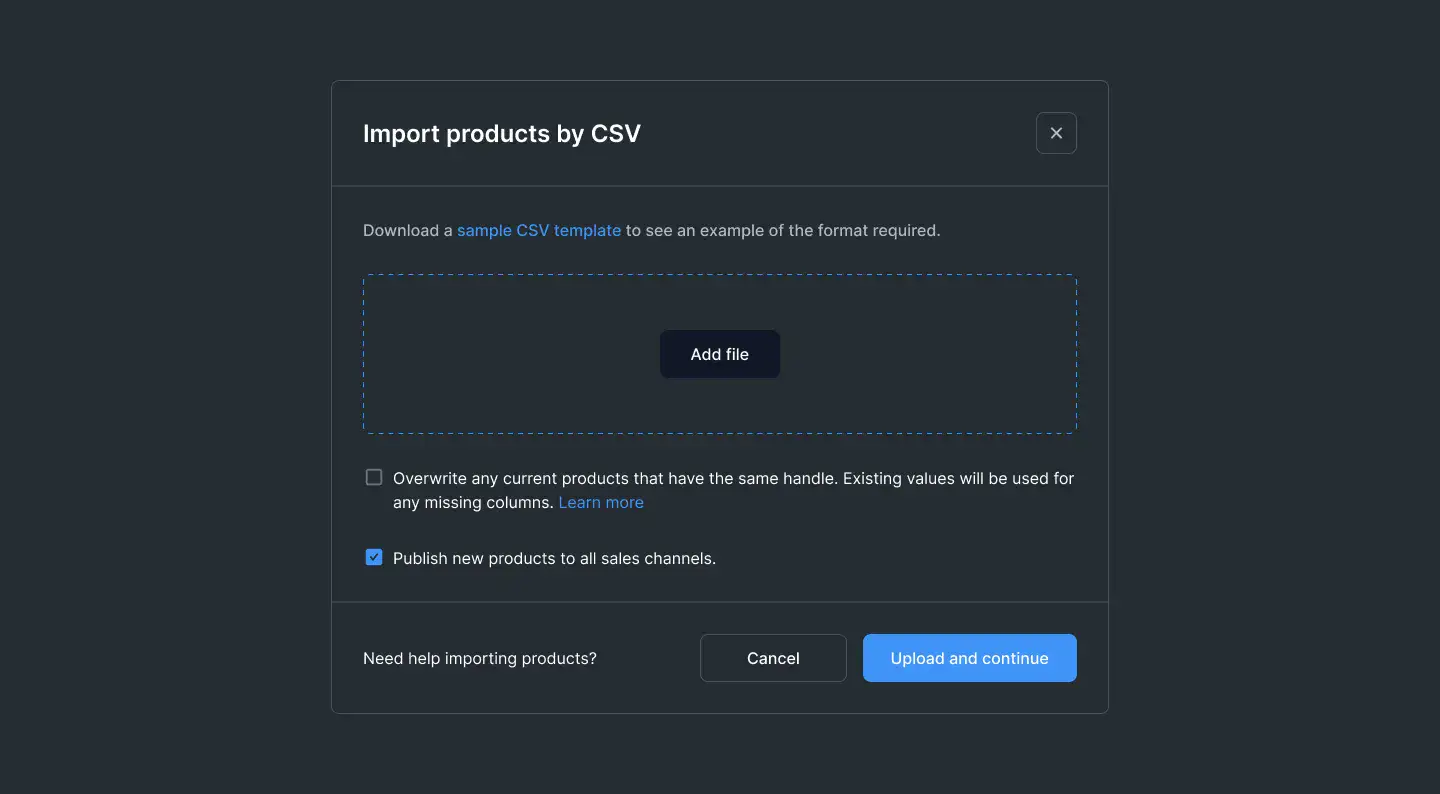 Import products by CSV
Download a sample CSV template to see an example of the format required.
Add file
Overwrite any current products that have the same handle. Existing values will be used for
any missing columns. Learn more
Publish new products to all sales channels.
Need help importing products?
Cancel
Upload and continue